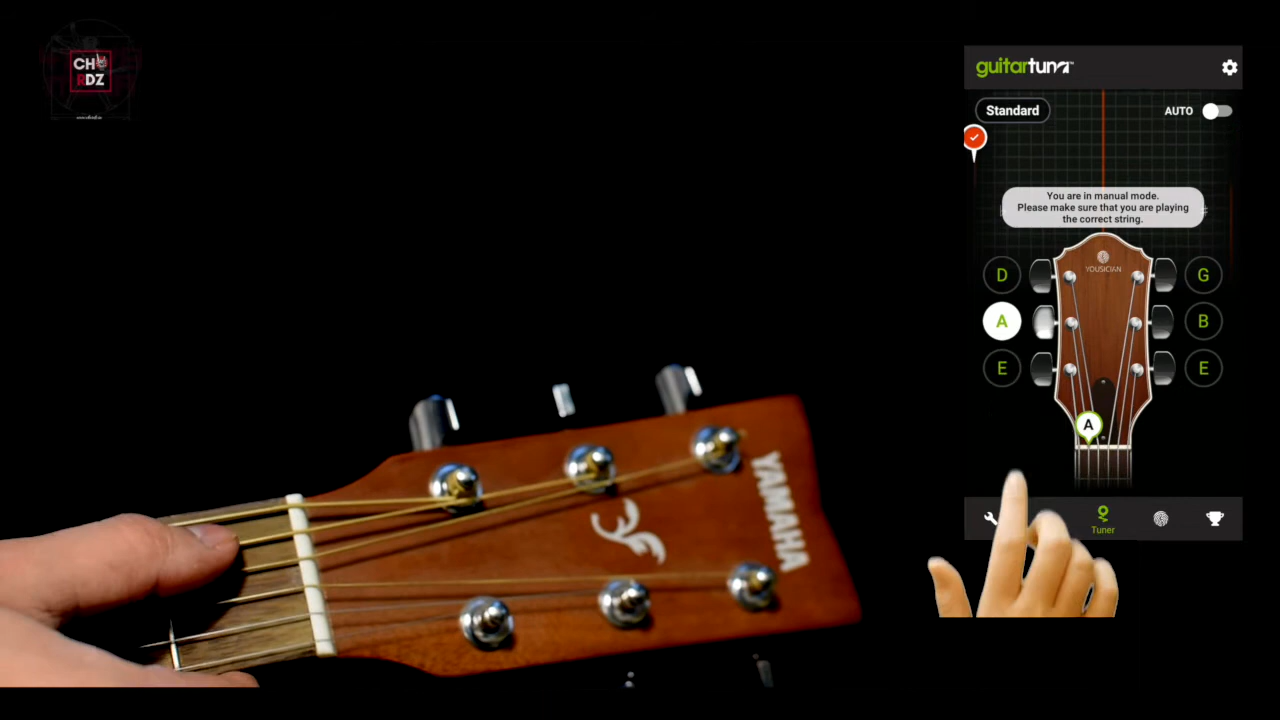 CH RDZ
guitartuna™
Standard
AUTO
You are in manual mode.
Please make sure that you are playing
the correct string.
YOUSICIAN
D
G
A
B
E
E
A
Tuner
YAMAHA